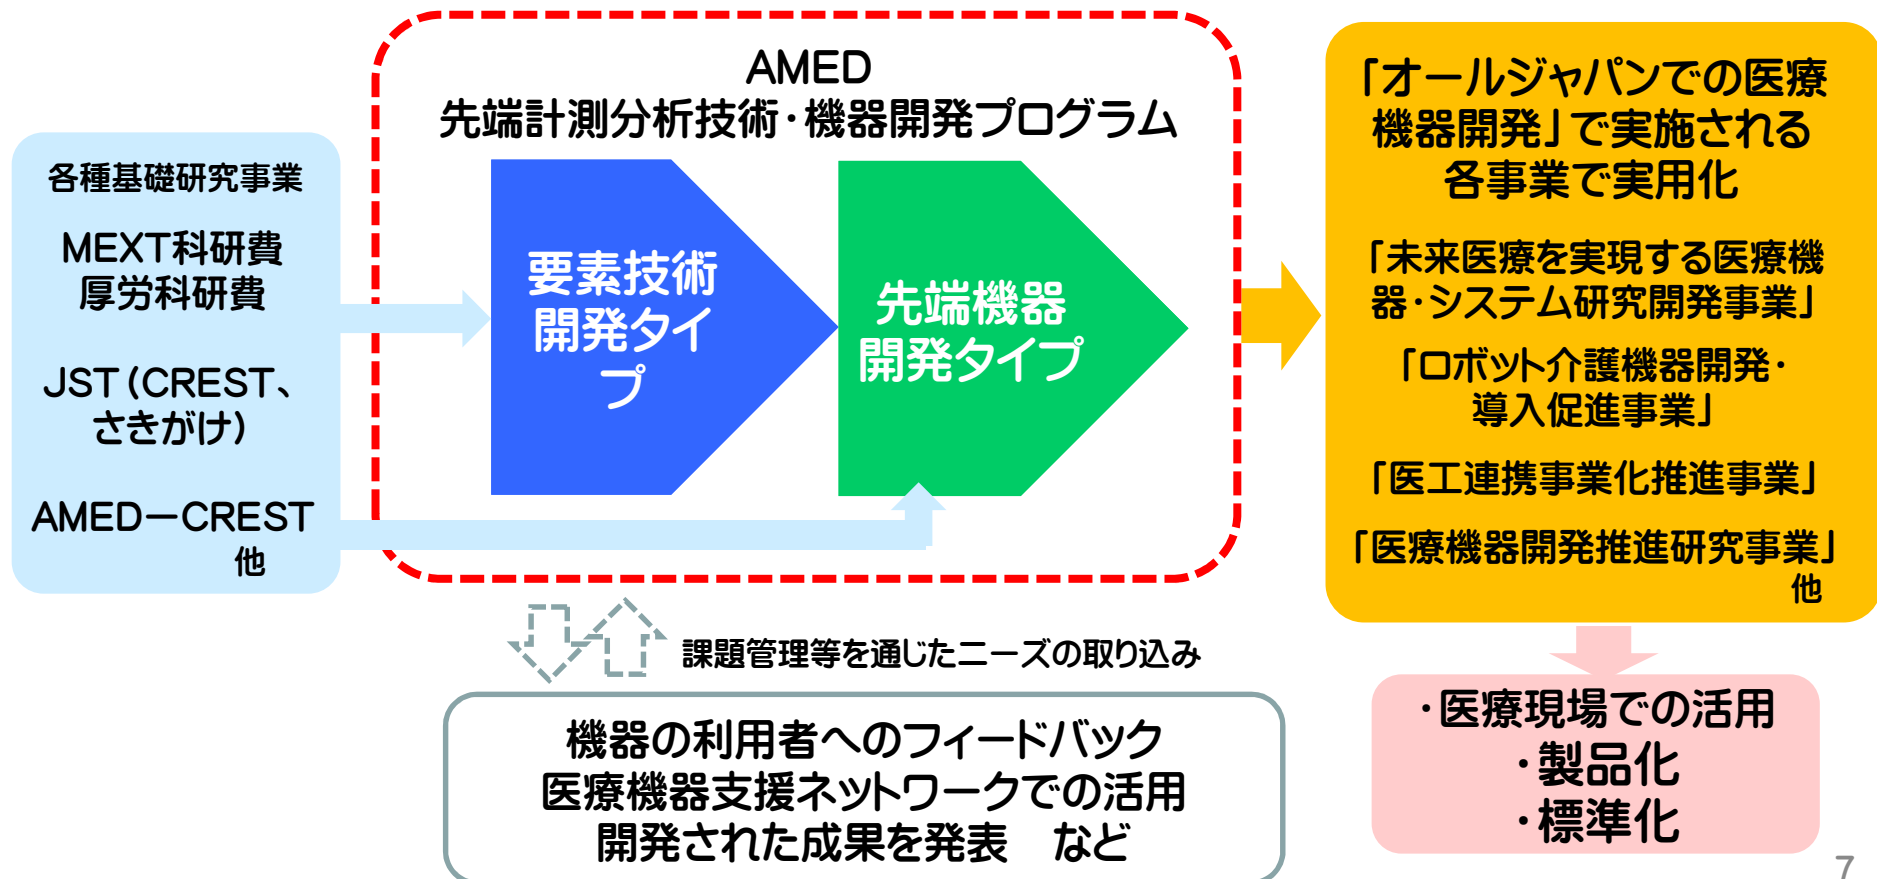 AMED
先端計測分析技術・機器開発プログラム
各種基礎研究事業
MEXT科研費
厚労科研費
JST(CREST、
さきがけ)
AMEDーCREST
他
要素技術
開発タイ
プ
先端機器
開発タイプ
「オールジャパンでの医療
機器開発」で実施される
各事業で実用化
「未来医療を実現する医療機
器・システム研究開発事業」
「ロボット介護機器開発・
導入促進事業」
「医工連携事業化推進事業」
「医療機器開発推進研究事業」
他
課題管理等を通じたニーズの取り込み
機器の利用者へのフィードバック
医療機器支援ネットワークでの活用
開発された成果を発表　など
・医療現場での活用
・製品化
・標準化
7